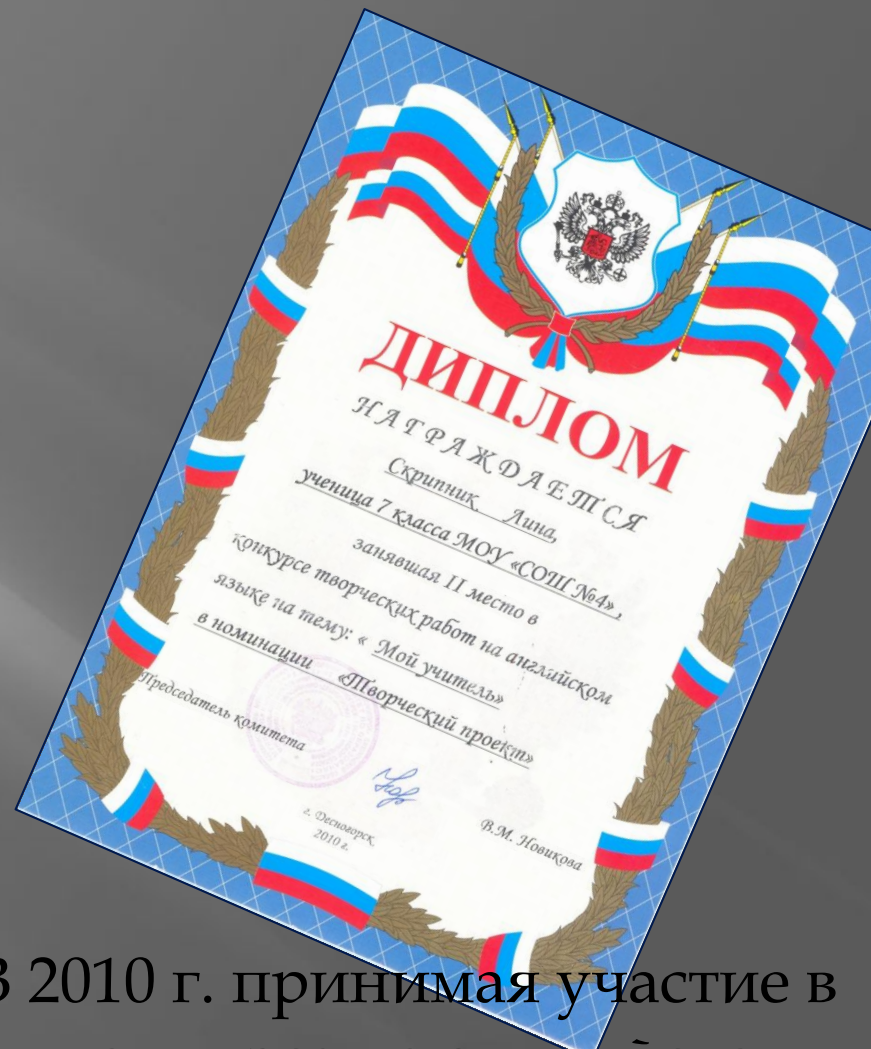 ДИПЛОМ
НАГРАЖДАЕТСЯ
Скрипник Лина,
ученица 7 класса МОУ «СОШ №4»,
занявшая II место в
конкурсе творческих работ на английском
языке на тему: « Мой учитель»
в номинации «Творческий проект»
Председатель комитета
В.М. Новикова
г. Десногорск,
2010 г.
В 2010 г. принимая участие в